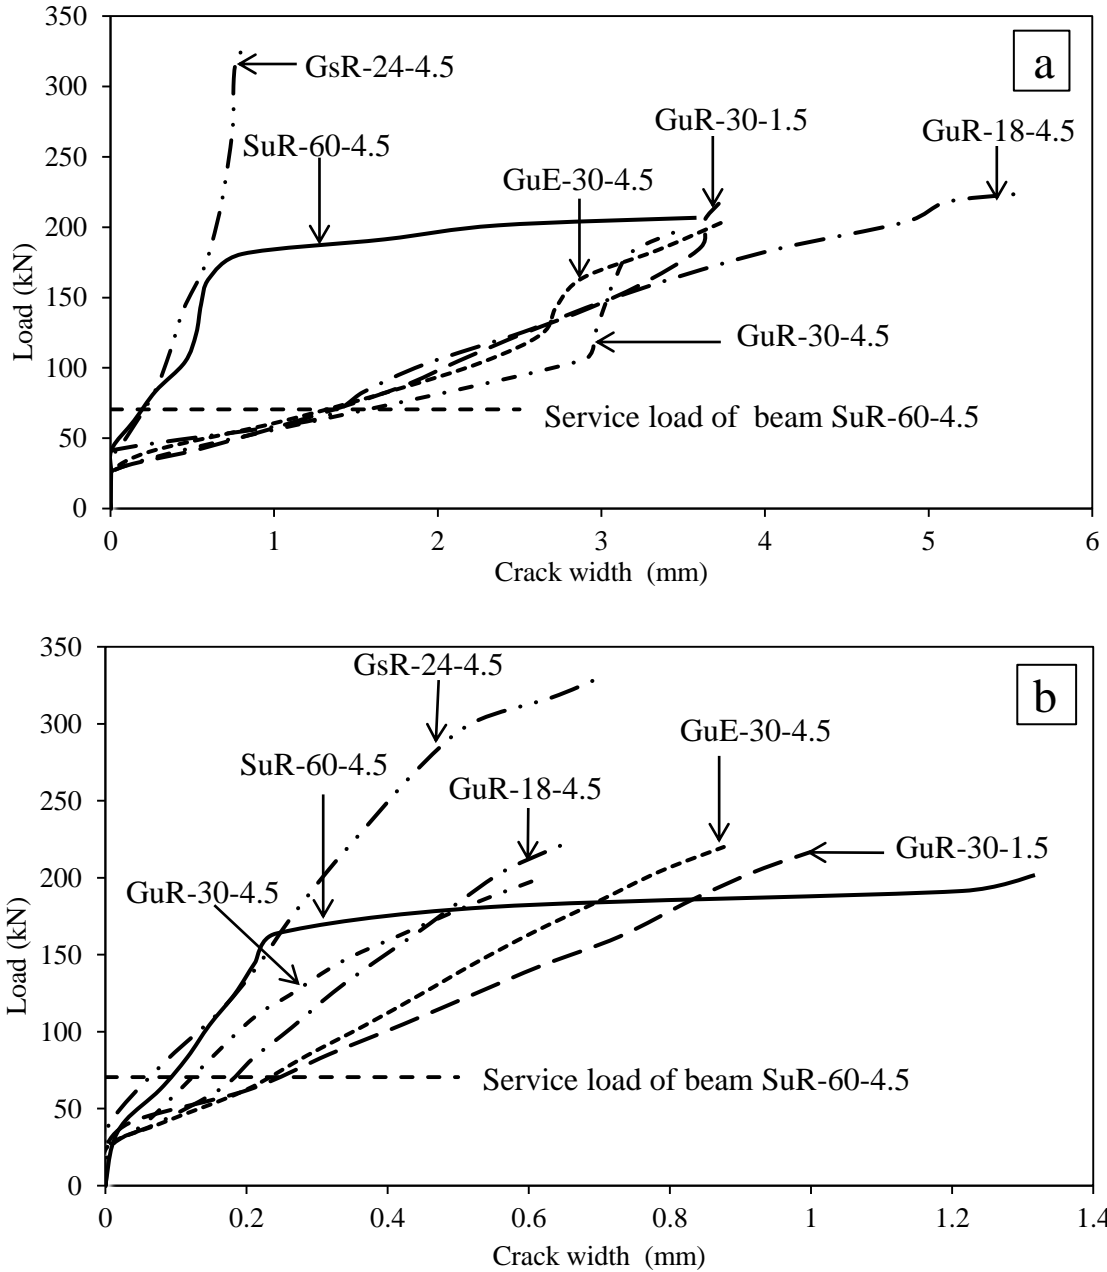 350
300
250
200
150
100
50
0
Load (kN)
a
GsR-24-4.5
SuR-60-4.5
GuR-30-1.5
GuR-18-4.5
GuE-30-4.5
GuR-30-4.5
Service load of beam SuR-60-4.5
0 1 2 3 4 5 6
Crack width (mm)
350
300
250
200
150
100
50
0
Load (kN)
b
GsR-24-4.5
GuE-30-4.5
SuR-60-4.5
GuR-18-4.5
GuR-30-1.5
GuR-30-4.5
Service load of beam SuR-60-4.5
0 0.2 0.4 0.6 0.8 1 1.2 1.4
Crack width (mm)